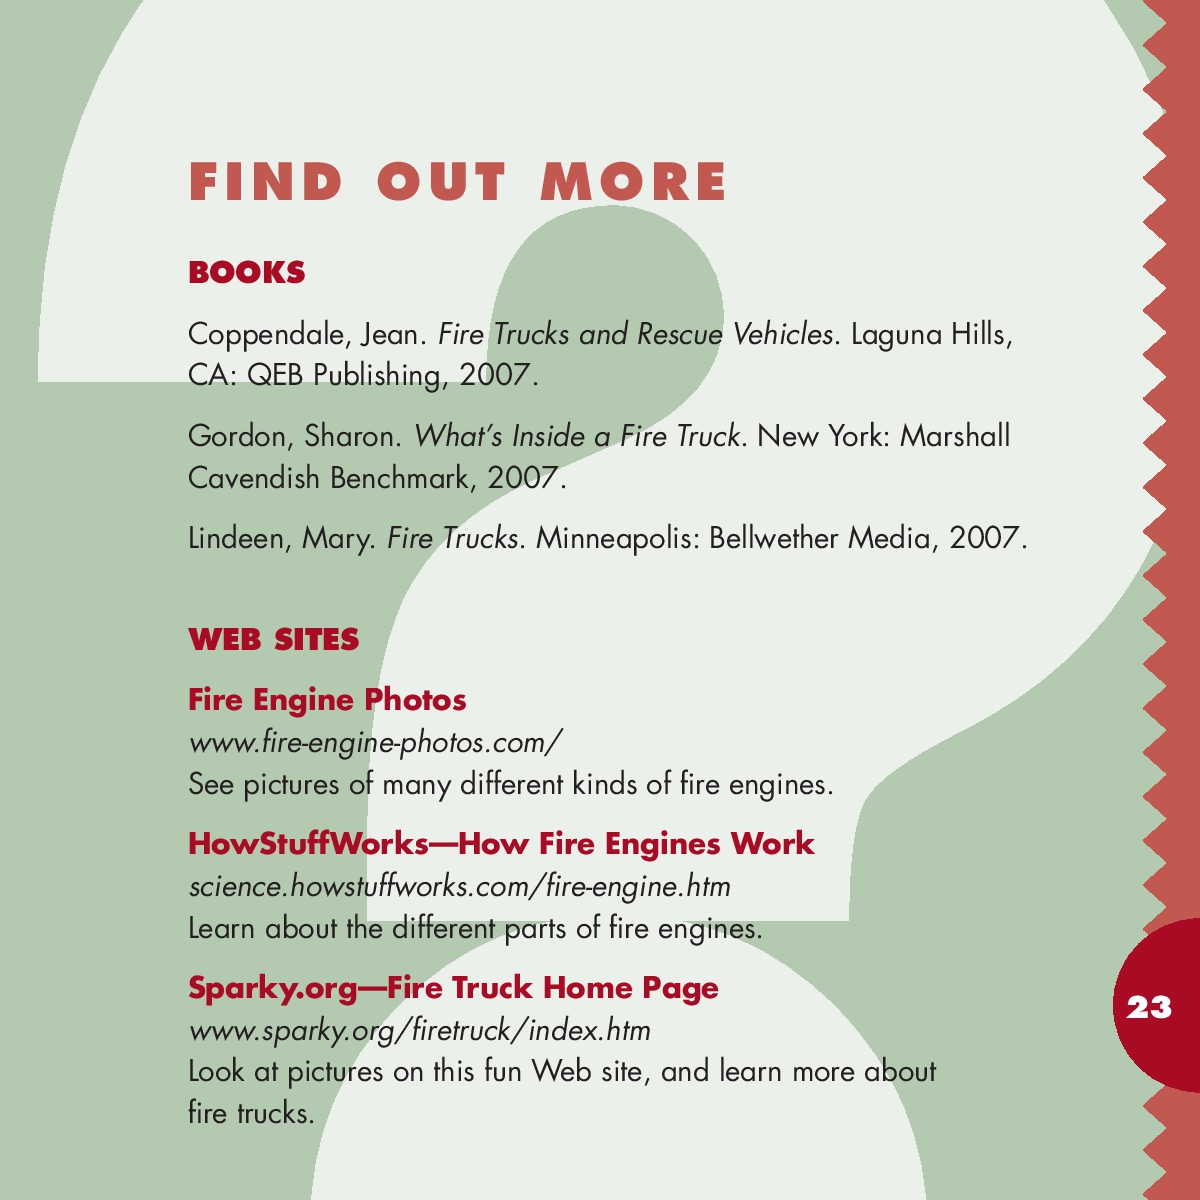 FIND OUT MORE
BOOKS
Coppendale, Jean. Fire Trucks and Rescue Vehicles. Laguna Hills,
CA: QEB Publishing, 2007.
Gordon, Sharon. What’s Inside a Fire Truck. New York: Marshall
Cavendish Benchmark, 2007.
Lindeen, Mary. Fire Trucks. Minneapolis: Bellwether Media, 2007.
WEB SITES
Fire Engine Photos
www.fire-engine-photos.com/
See pictures of many different kinds of fire engines.
HowStuffWorks—How Fire Engines Work
science.howstuffworks.com/fire-engine.htm
Learn about the different parts of fire engines.
Sparky.org—Fire Truck Home Page
www.sparky.org/firetruck/index.htm
Look at pictures on this fun Web site, and learn more about
fire trucks.
23